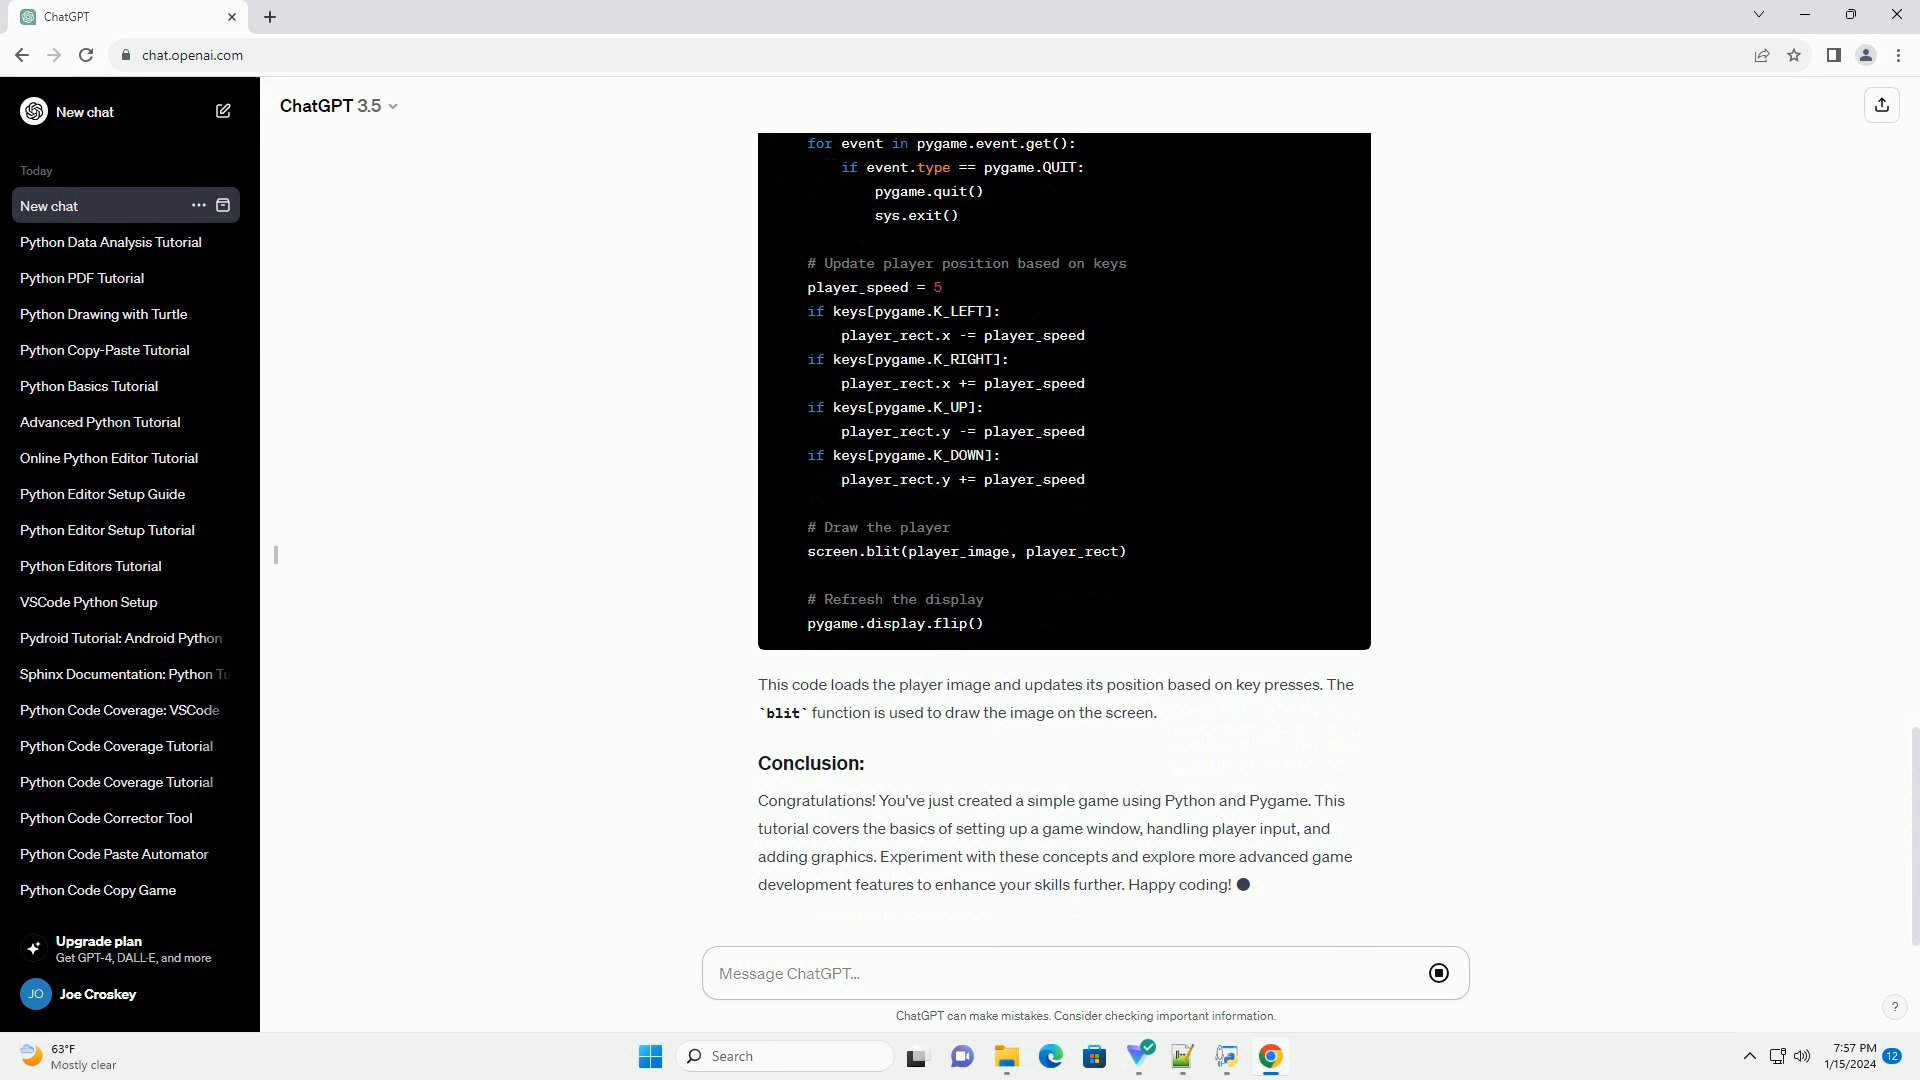 ChatGPT
chat.openai.com
New chat
ChatGPT 3.5
Today
New chat
Python Data Analysis Tutorial
Python PDF Tutorial
Python Drawing with Turtle
Python Copy-Paste Tutorial
Python Basics Tutorial
Advanced Python Tutorial
Online Python Editor Tutorial
Python Editor Setup Guide
Python Editor Setup Tutorial
Python Editors Tutorial
VSCode Python Setup
Pydroid Tutorial: Android Python
Sphinx Documentation: Python Tu
Python Code Coverage: VSCode
Python Code Coverage Tutorial
Python Code Coverage Tutorial
Python Code Corrector Tool
Python Code Paste Automator
Python Code Copy Game
Upgrade plan
Get GPT-4, DALL·E, and more
JO Joe Croskey
for event in pygame.event.get():
if event.type == pygame.QUIT:
pygame.quit()
sys.exit()
# Update player position based on keys
player_speed = 5
if keys[pygame.K_LEFT]:
player_rect.x -= player_speed
if keys[pygame.K_RIGHT]:
player_rect.x += player_speed
if keys[pygame.K_UP]:
player_rect.y -= player_speed
if keys[pygame.K_DOWN]:
player_rect.y += player_speed
# Draw the player
screen.blit(player_image, player_rect)
# Refresh the display
pygame.display.flip()
This code loads the player image and updates its position based on key presses. The
`blit` function is used to draw the image on the screen.
Conclusion:
Congratulations! You've just created a simple game using Python and Pygame. This
tutorial covers the basics of setting up a game window, handling player input, and
adding graphics. Experiment with these concepts and explore more advanced game
development features to enhance your skills further. Happy coding!
Message ChatGPT...
ChatGPT can make mistakes. Consider checking important information.
?
63°F
Mostly clear
Search
7:57 PM
1/15/2024
12